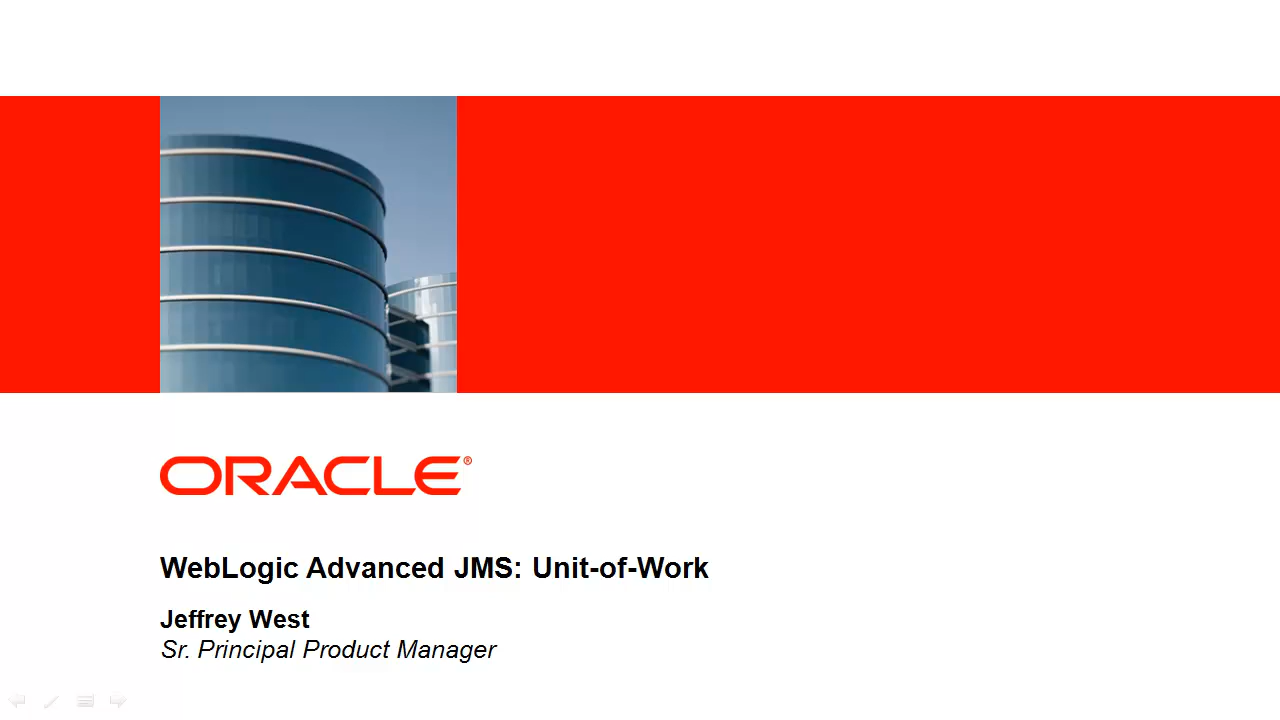 ORACLE®
WebLogic Advanced JMS: Unit-of-Work
Jeffrey West
Sr. Principal Product Manager